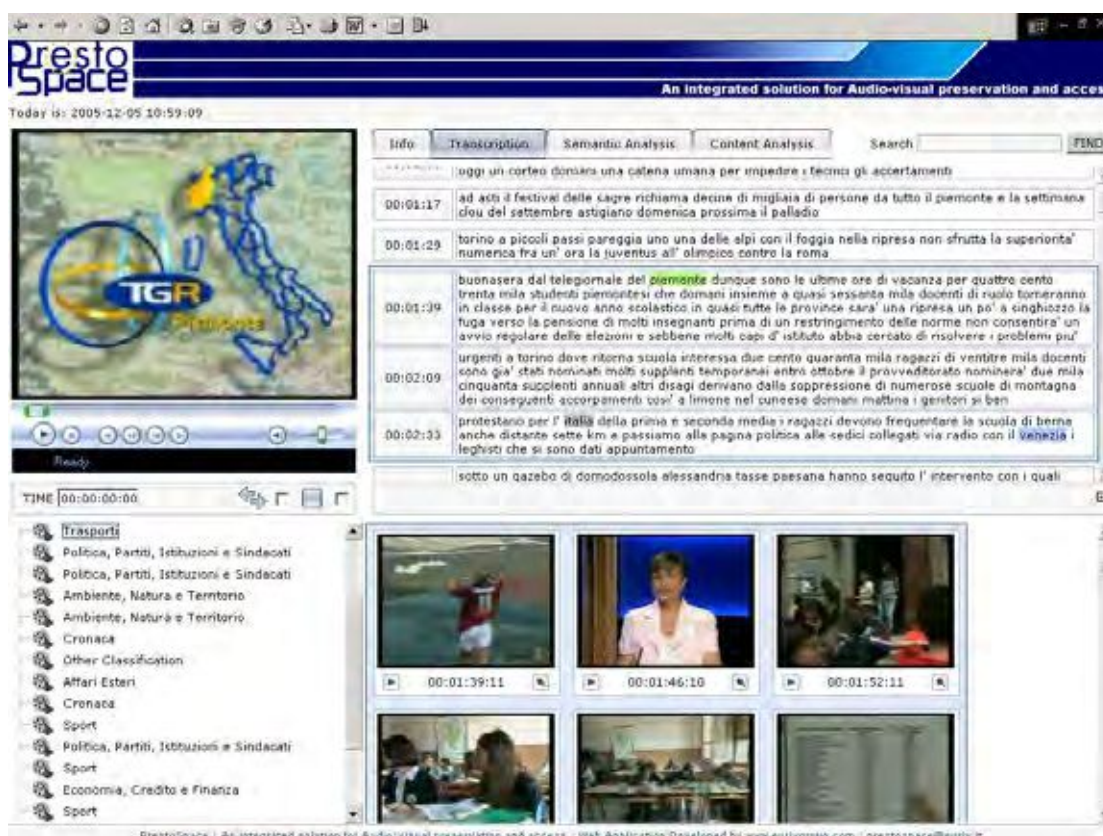 Presto
Space
An integrated solution for Audio-visual preservation and acces
Today is: 2005-12-05 10:59:09
TGR
Piemonte
Info
Transcription
Semantic Analysis
Content Analysis
Search
FIND
oggi un corteo domani una catena umana per impedire i tecnici gli accertamenti
00:01:17
ad asti il festival delle sagre richiama decine di migliaia di persone da tutto il piemonte e la settimana
clou del settembre astigiano domenica prossima il palladio
00:01:29
torino a piccoli passi pareggia uno una delle alpi con il foggia nella ripresa non sfrutta la superiorita'
numerica fra un' ora la juventus all' olimpico contro la roma
00:01:39
buonasera dal telegiornale del piemonte dunque sono le ultime ore di vacanza per quattro cento
trenta mila studenti piemontesi che domani insieme a quasi sessanta mila docenti di ruolo torneranno
in classe per il nuovo anno scolastico in quasi tutte le province sara' una ripresa un po' a singhiozzo la
fuga verso la pensione di molti insegnanti prima di un restringimento delle norme non consentira' un
avvio regolare delle elezioni e sebbene molti capi d' istituto abbia cercato di risolvere i problemi piu'
00:02:09
urgenti a torino dove ritorna scuola interessa due cento quaranta mila ragazzi di ventitre mila docenti
sono gia' stati nominati molti supplenti temporanei entro ottobre il provveditorato nominera' due mila
cinquanta supplenti annuali altri disagi derivano dalla soppressione di numerose scuole di montagna
dei conseguenti accorpamenti cosi' a limone nel cuneese domani mattina i genitori si ben
00:02:33
protestano per l' italia della prima e seconda media i ragazzi devono frequentare la scuola di berna
anche distante sette km e passiamo alla pagina politica alle sedici collegati via radio con il venezia i
leghisti che si sono dati appuntamento
sotto un gazebo di domodossola alessandria tasse paesana hanno seguito l' intervento con i quali
Ready
TIME 00:00:00:00
Trasporti
Politica, Partiti, Istituzioni e Sindacati
Politica, Partiti, Istituzioni e Sindacati
Ambiente, Natura e Territorio
Ambiente, Natura e Territorio
Cronaca
Other Classification
Affari Esteri
Cronaca
Sport
Politica, Partiti, Istituzioni e Sindacati
Sport
Economia, Credito e Finanza
Sport
00:01:39:11
00:01:46:10
00:01:52:11